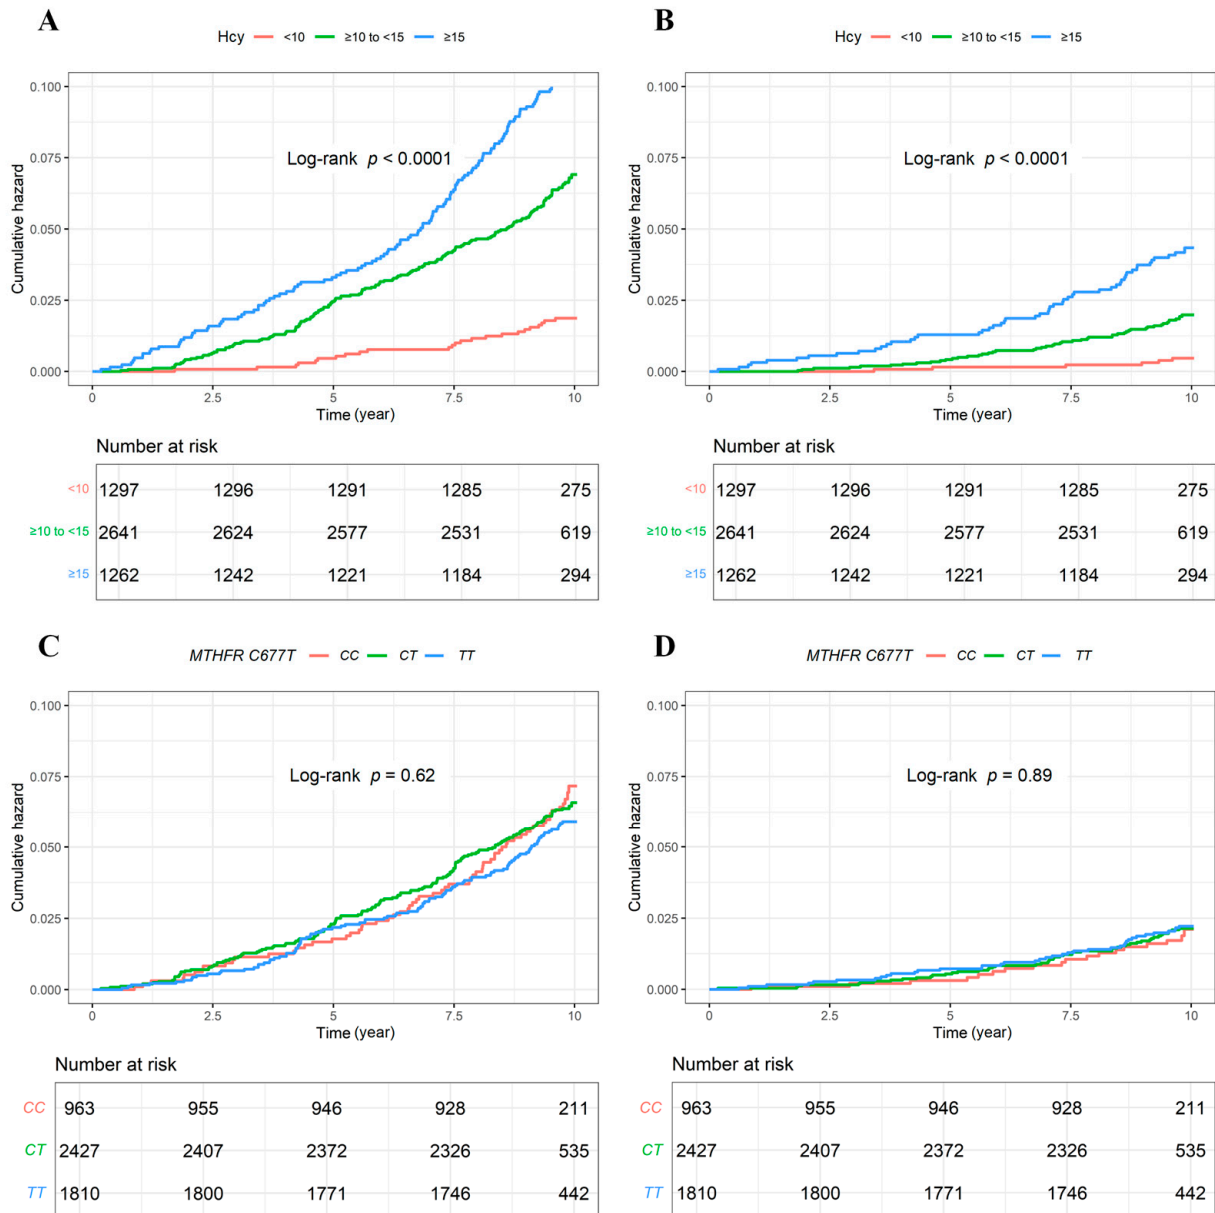 A
Hcy <10 ≥10 to <15 ≥15
0.100
0.075
0.050
0.025
0.000
Cumulative hazard
Log-rank p < 0.0001
0 2.5 5 7.5 10
Time (year)
Number at risk
<10 1297 1296 1291 1285 275
≥10 to <15 2641 2624 2577 2531 619
≥15 1262 1242 1221 1184 294
B
Hcy <10 ≥10 to <15 ≥15
0.100
0.075
0.050
0.025
0.000
Cumulative hazard
Log-rank p < 0.0001
0 2.5 5 7.5 10
Time (year)
Number at risk
<10 1297 1296 1291 1285 275
≥10 to <15 2641 2624 2577 2531 619
≥15 1262 1242 1221 1184 294
C
MTHFR C677T CC CT TT
0.100
0.075
0.050
0.025
0.000
Cumulative hazard
Log-rank p = 0.62
0 2.5 5 7.5 10
Time (year)
Number at risk
CC 963 955 946 928 211
CT 2427 2407 2372 2326 535
TT 1810 1800 1771 1746 442
D
MTHFR C677T CC CT TT
0.100
0.075
0.050
0.025
0.000
Cumulative hazard
Log-rank p = 0.89
0 2.5 5 7.5 10
Time (year)
Number at risk
CC 963 955 946 928 211
CT 2427 2407 2372 2326 535
TT 1810 1800 1771 1746 442